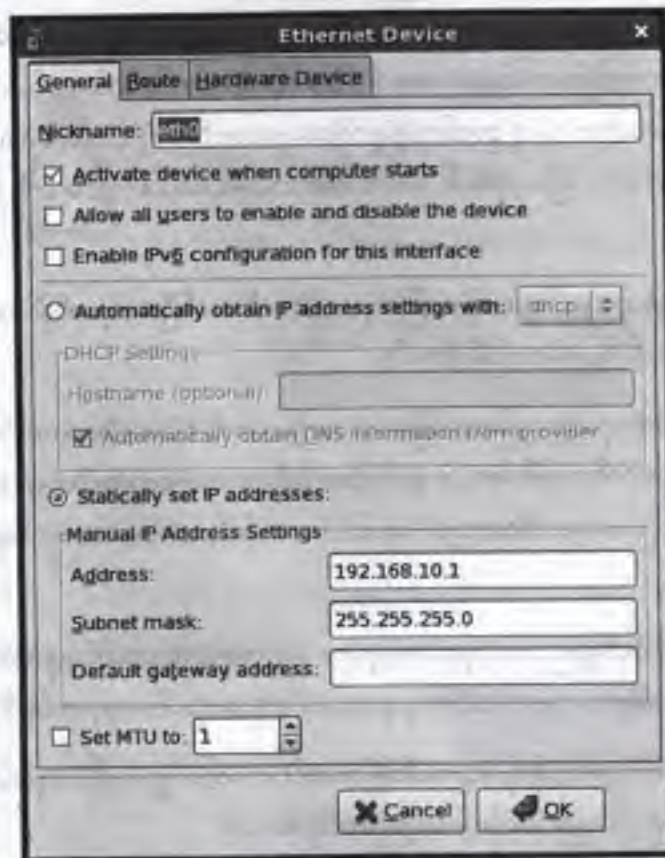 Ethernet Device
General Route Hardware Device
Nickname: eth0
Activate device when computer starts
Allow all users to enable and disable the device
Enable IPv6 configuration for this interface
Automatically obtain IP address settings with: dhcp
DHCP Settings
Hostname (optional):
Automatically obtain DNS information from provider
Statically set IP addresses:
Manual IP Address Settings
Address: 192.168.10.1
Subnet mask: 255.255.255.0
Default gateway address:
Set MTU to: 1
Cancel OK